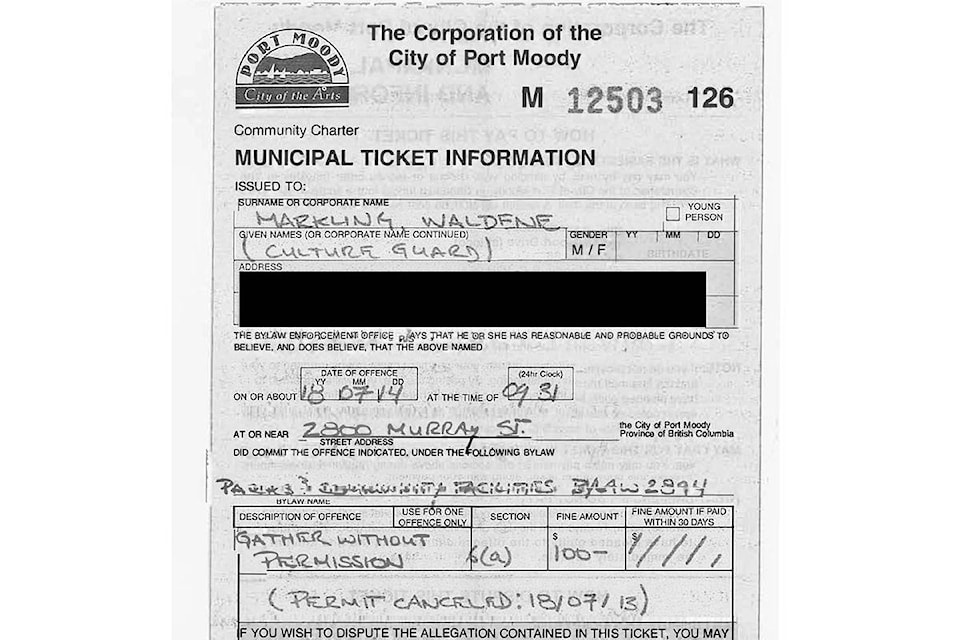 PORT MOODY
City of the Arts
The Corporation of the
City of Port Moody
M 12503 126
Community Charter
MUNICIPAL TICKET INFORMATION
ISSUED TO:
SURNAME OR CORPORATE NAME
MARKLING, WALDENE
YOUNG
PERSON
GIVEN NAMES (OR CORPORATE NAME CONTINUED)
(CULTURE GUARD)
GENDER
M / F
YY MM DD
ADDRESS
THE BYLAW ENFORCEMENT OFFICE SAYS THAT HE OR SHE HAS REASONABLE AND PROBABLE GROUNDS TO
BELIEVE, AND DOES BELIEVE, THAT THE ABOVE NAMED
DATE OF OFFENCE
YY MM DD
(24hr Clock)
ON OR ABOUT 18 07 14 AT THE TIME OF 09 31
AT OR NEAR 2800 MURRAY ST.
STREET ADDRESS
the City of Port Moody
Province of British Columbia
DID COMMIT THE OFFENCE INDICATED, UNDER THE FOLLOWING BYLAW
PARKS & COMMUNITY FACILITIES BYLAW 2894
BYLAW NAME
DESCRIPTION OF OFFENCE
USE FOR ONE
OFFENCE ONLY
SECTION
FINE AMOUNT
FINE AMOUNT IF PAID
WITHIN 30 DAYS
GATHER WITHOUT
PERMISSION
6(a)
$ 100-
$
(PERMIT CANCELED: 18/07/13)
IF YOU WISH TO DISPUTE THE ALLEGATION CONTAINED IN THIS TICKET, YOU MAY